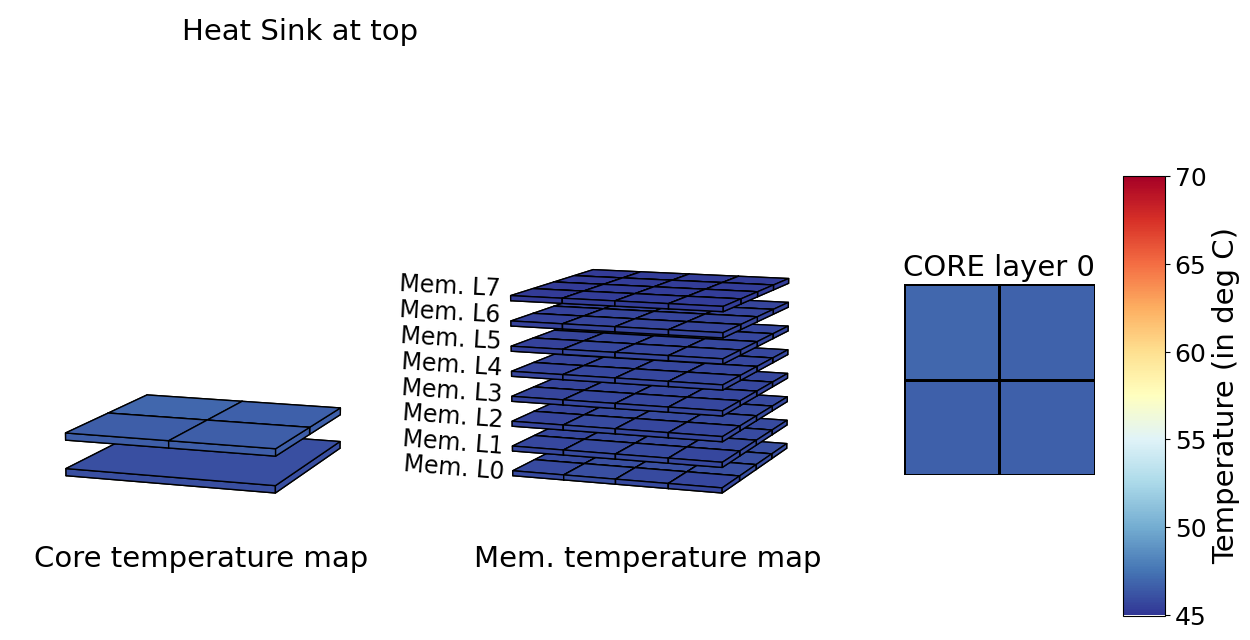 Heat Sink at top
Mem. L7
Mem. L6
Mem. L5
Mem. L4
Mem. L3
Mem. L2
Mem. L1
Mem. L0
Core temperature map
Mem. temperature map
CORE layer 0
70
65
60
55
50
45
Temperature (in deg C)